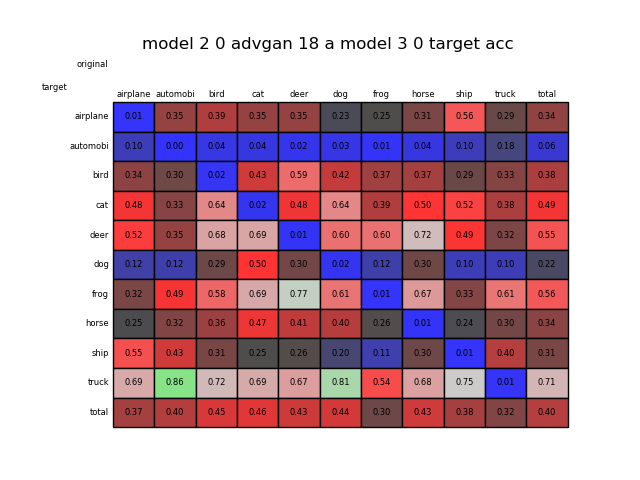 model 2 0 advgan 18 a model 3 0 target acc
original
target
airplane automobi bird cat deer dog frog horse ship truck total
airplane 0.01 0.35 0.39 0.35 0.35 0.23 0.25 0.31 0.56 0.29 0.34
automobi 0.10 0.00 0.04 0.04 0.02 0.03 0.01 0.04 0.10 0.18 0.06
bird 0.34 0.30 0.02 0.43 0.59 0.42 0.37 0.37 0.29 0.33 0.38
cat 0.48 0.33 0.64 0.02 0.48 0.64 0.39 0.50 0.52 0.38 0.49
deer 0.52 0.35 0.68 0.69 0.01 0.60 0.60 0.72 0.49 0.32 0.55
dog 0.12 0.12 0.29 0.50 0.30 0.02 0.12 0.30 0.10 0.10 0.22
frog 0.32 0.49 0.58 0.69 0.77 0.61 0.01 0.67 0.33 0.61 0.56
horse 0.25 0.32 0.36 0.47 0.41 0.40 0.26 0.01 0.24 0.30 0.34
ship 0.55 0.43 0.31 0.25 0.26 0.20 0.11 0.30 0.01 0.40 0.31
truck 0.69 0.86 0.72 0.69 0.67 0.81 0.54 0.68 0.75 0.01 0.71
total 0.37 0.40 0.45 0.46 0.43 0.44 0.30 0.43 0.38 0.32 0.40